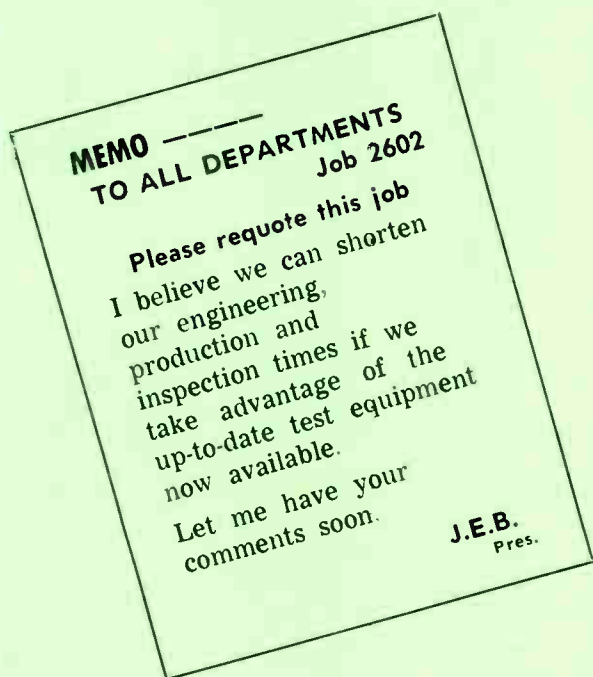 MEMO ————
TO ALL DEPARTMENTS
Job 2602
Please requote this job
I believe we can shorten
our engineering,
production and
inspection times if we
take advantage of the
up-to-date test equipment
now available.
Let me have your
comments soon.
J.E.B.
Pres.